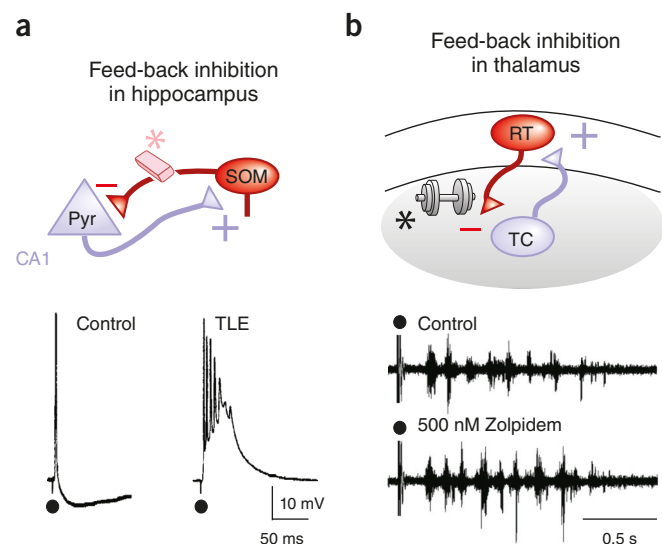 a
Feed-back inhibition
in hippocampus
*
SOM
−
Pyr
+
CA1
Control
TLE
10 mV
50 ms
b
Feed-back inhibition
in thalamus
RT
+
*
−
TC
Control
500 nM Zolpidem
0.5 s